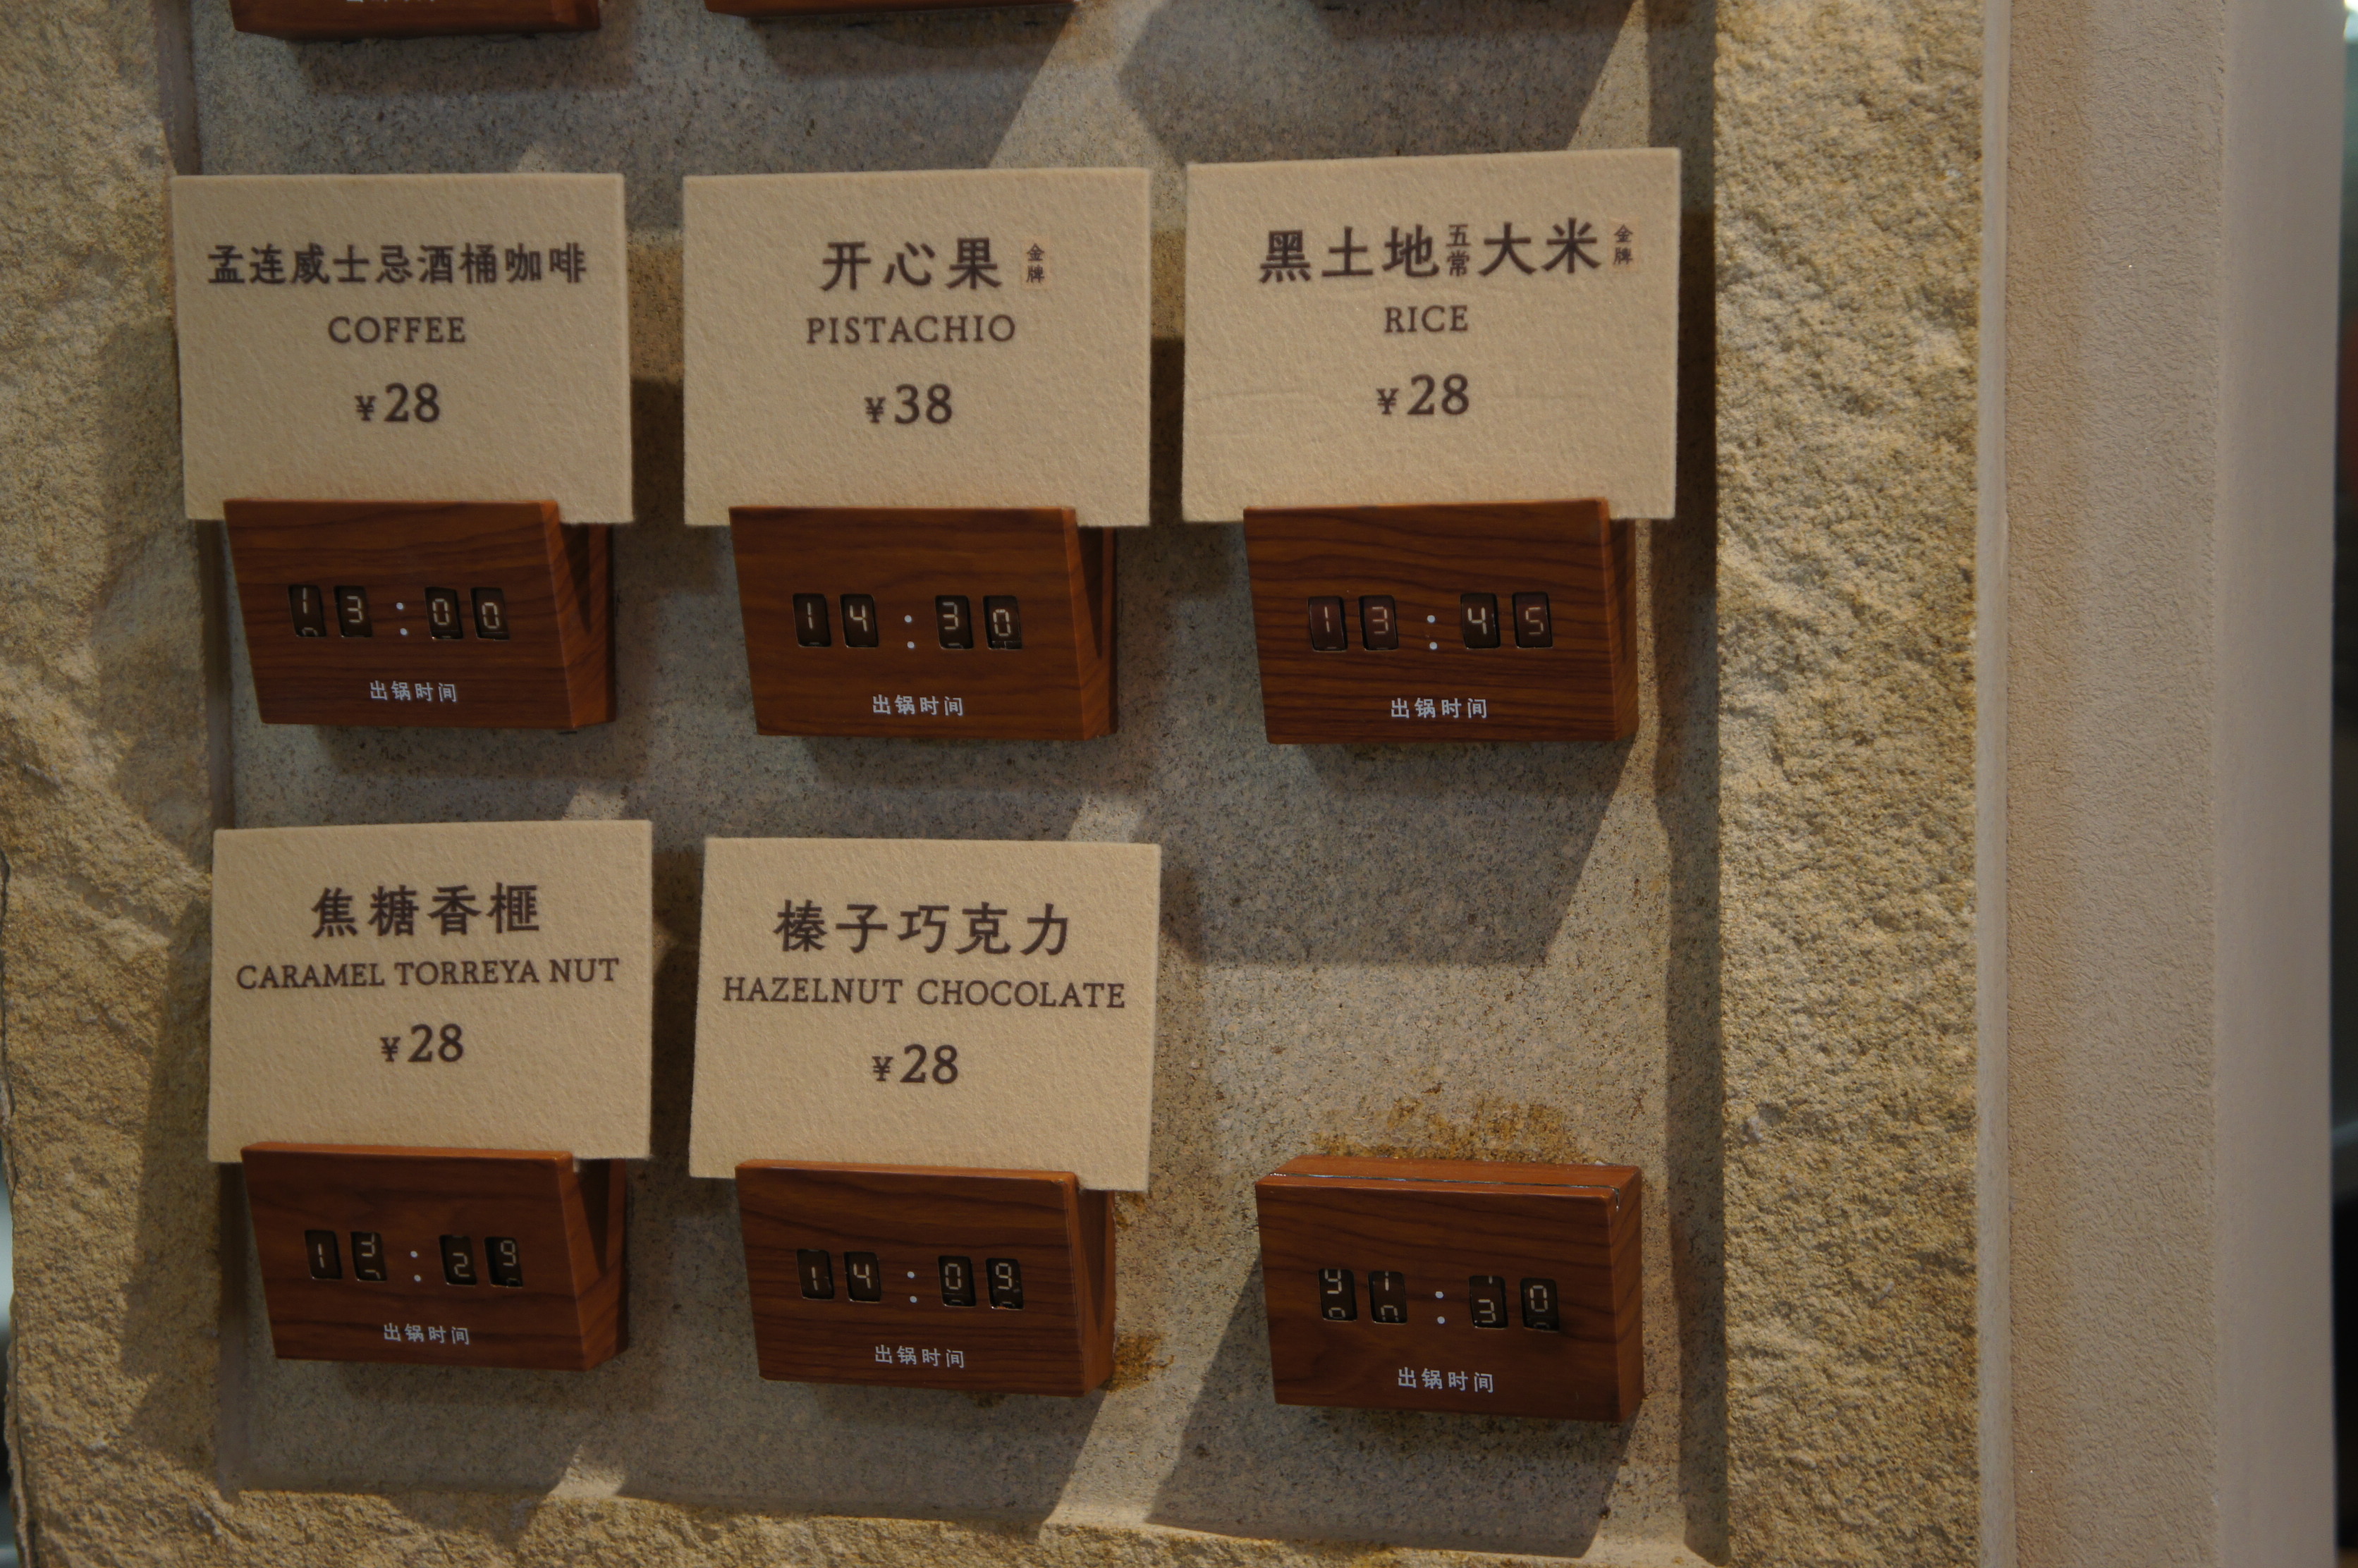 孟连威士忌酒桶咖啡
COFFEE
¥28
13:00
出锅时间
开心果 金牌
PISTACHIO
¥38
14:30
出锅时间
黑土地五常大米 金牌
RICE
¥28
13:45
出锅时间
焦糖香榧
CARAMEL TORREYA NUT
¥28
13:29
出锅时间
榛子巧克力
HAZELNUT CHOCOLATE
¥28
14:09
出锅时间
出锅时间